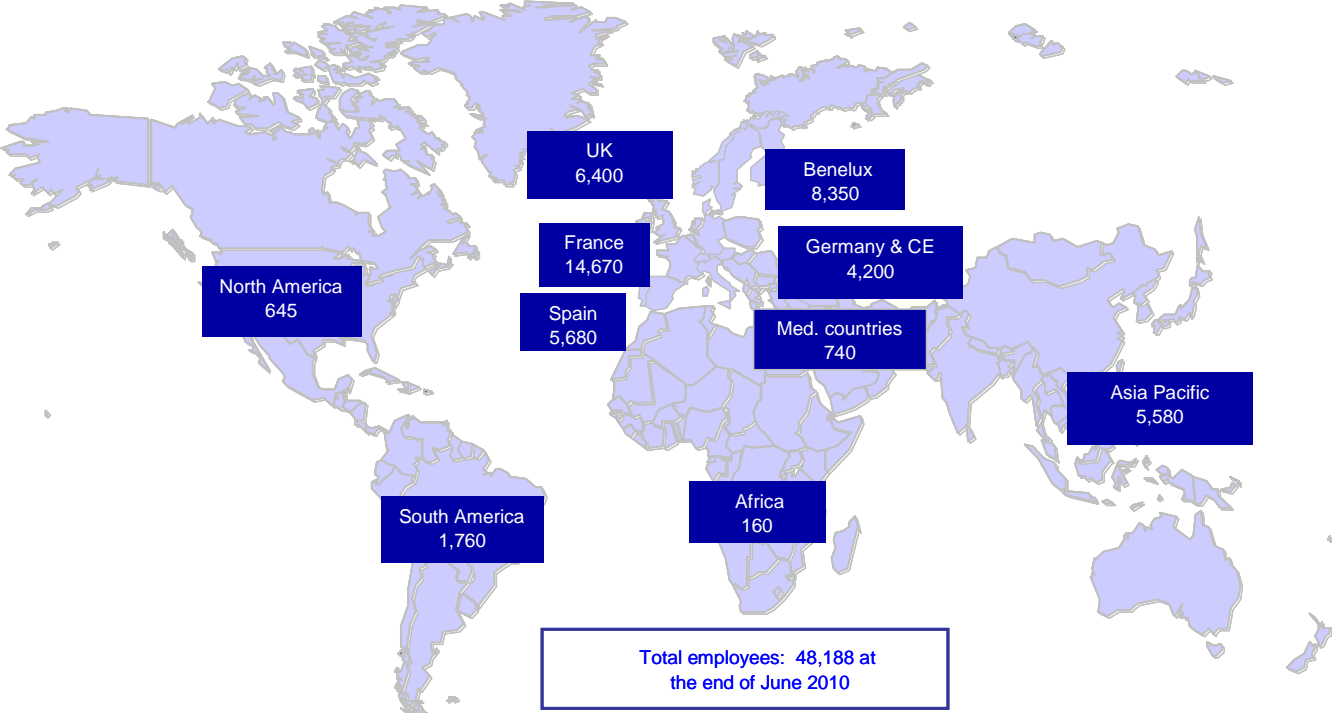 UK
6,400
Benelux
8,350
France
14,670
Germany & CE
4,200
North America
645
Spain
5,680
Med. countries
740
Asia Pacific
5,580
South America
1,760
Africa
160
Total employees: 48,188 at
the end of June 2010